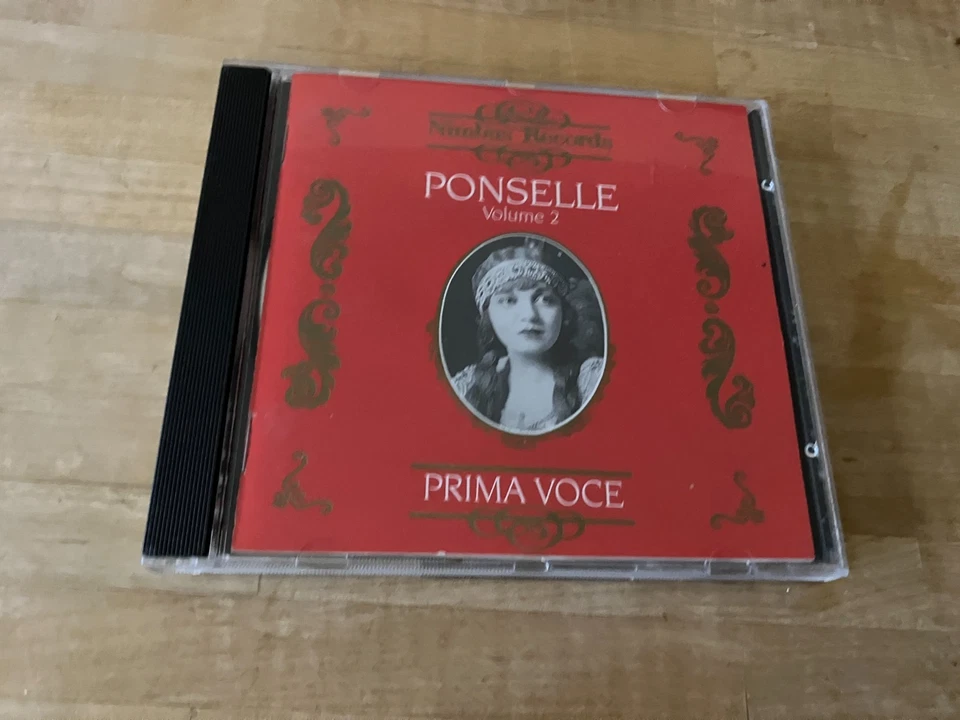 Nimbus Records
PONSELLE
Volume 2
PRIMA VOCE